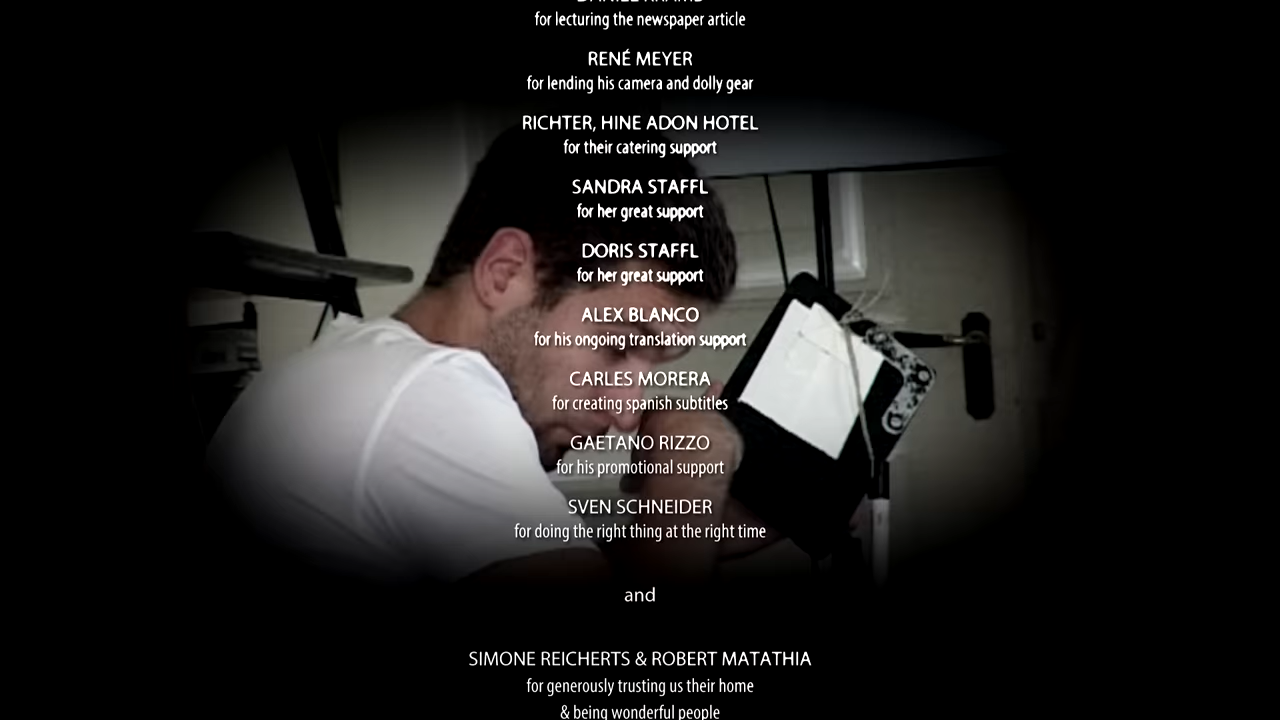 for lecturing the newspaper article
RENÉ MEYER
for lending his camera and dolly gear
RICHTER, HINE ADON HOTEL
for their catering support
SANDRA STAFFL
for her great support
DORIS STAFFL
for her great support
ALEX BLANCO
for his ongoing translation support
CARLES MORERA
for creating spanish subtitles
GAETANO RIZZO
for his promotional support
SVEN SCHNEIDER
for doing the right thing at the right time
and
SIMONE REICHERTS & ROBERT MATATHIA
for generously trusting us their home
& being wonderful people